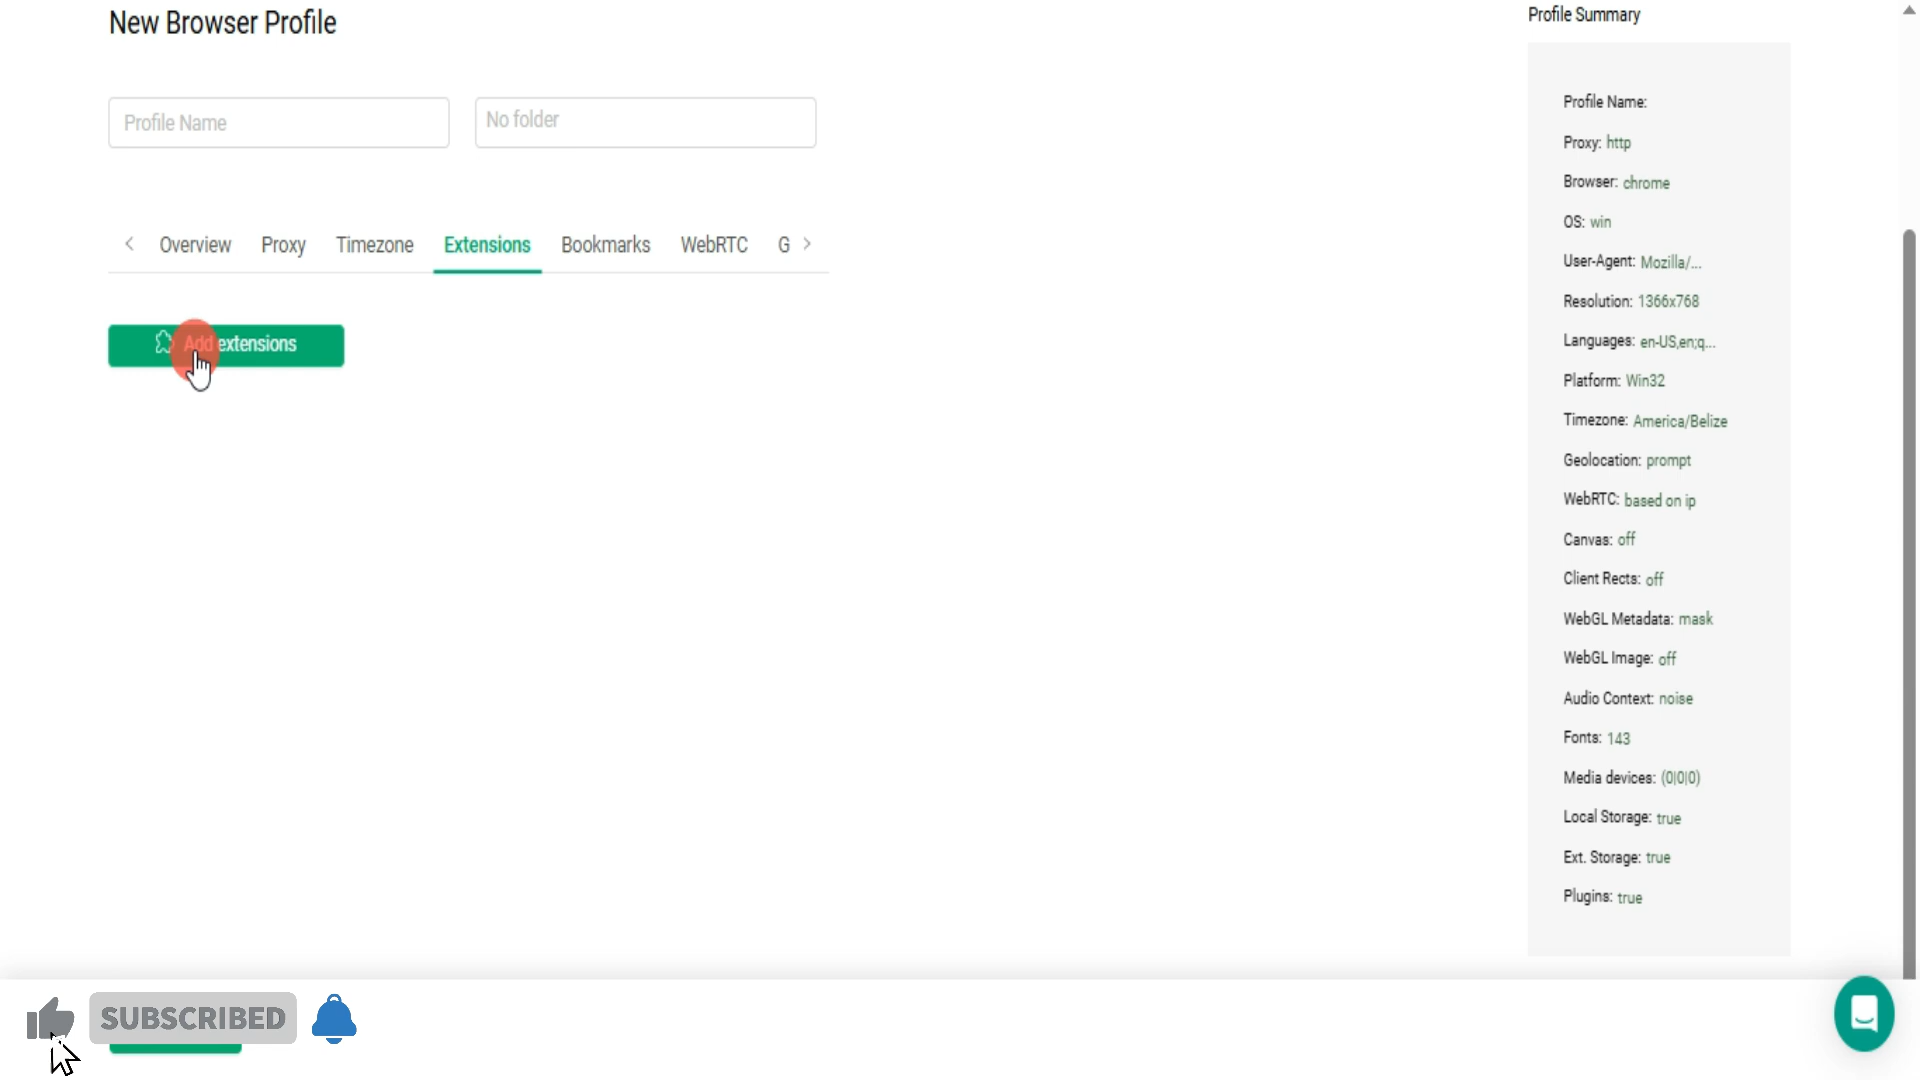 New Browser Profile
Profile Name
No folder
Overview Proxy Timezone Extensions Bookmarks WebRTC G
Add extensions
Profile Summary
Profile Name:
Proxy: http
Browser: chrome
OS: win
User-Agent: Mozilla/...
Resolution: 1366x768
Languages: en-US,en;q...
Platform: Win32
Timezone: America/Belize
Geolocation: prompt
WebRTC: based on ip
Canvas: off
Client Rects: off
WebGL Metadata: mask
WebGL Image: off
Audio Context: noise
Fonts: 143
Media devices: (0|0|0)
Local Storage: true
Ext. Storage: true
Plugins: true
SUBSCRIBED